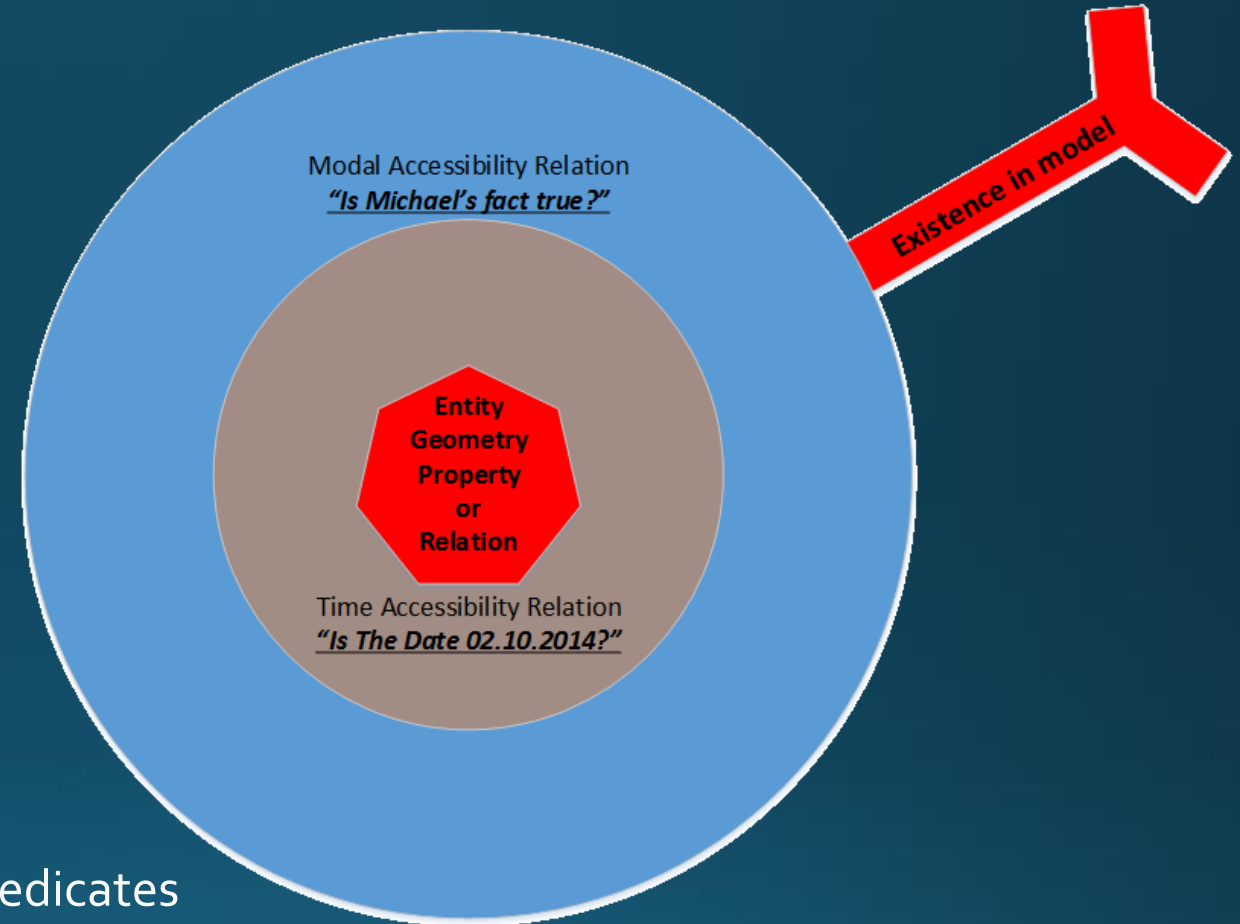 Modal Accessibility Relation
“Is Michael’s fact true?”
Existence in model
Entity
Geometry
Property
or
Relation
Time Accessibility Relation
“Is The Date 02.10.2014?”
edicates